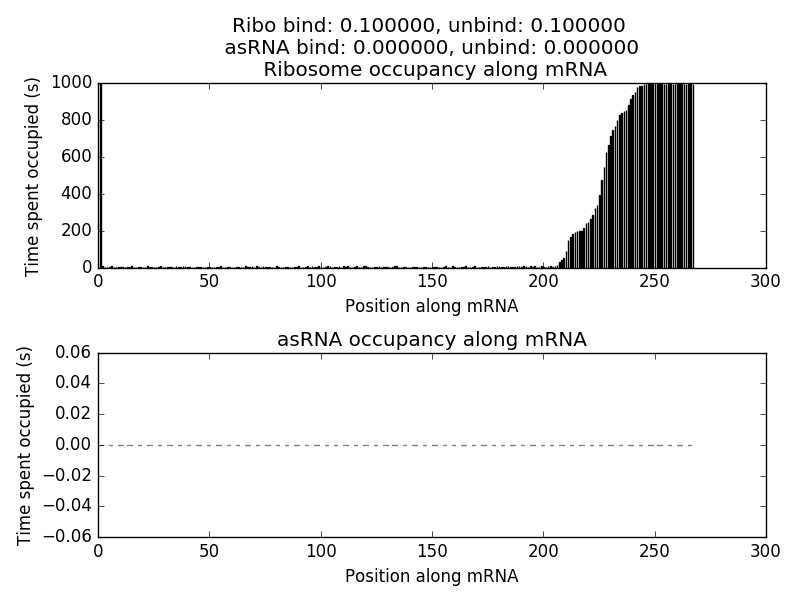 Ribo bind: 0.100000, unbind: 0.100000
asRNA bind: 0.000000, unbind: 0.000000
Ribosome occupancy along mRNA
Time spent occupied (s)
1000
800
600
400
200
0
0 50 100 150 200 250 300
Position along mRNA
asRNA occupancy along mRNA
Time spent occupied (s)
0.06
0.04
0.02
0.00
−0.02
−0.04
−0.06
0 50 100 150 200 250 300
Position along mRNA